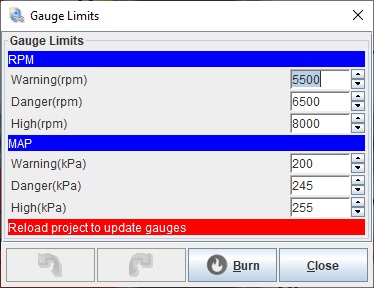 Gauge Limits
Gauge Limits
RPM
Warning(rpm) 5500
Danger(rpm) 6500
High(rpm) 8000
MAP
Warning(kPa) 200
Danger(kPa) 245
High(kPa) 255
Reload project to update gauges
Burn Close